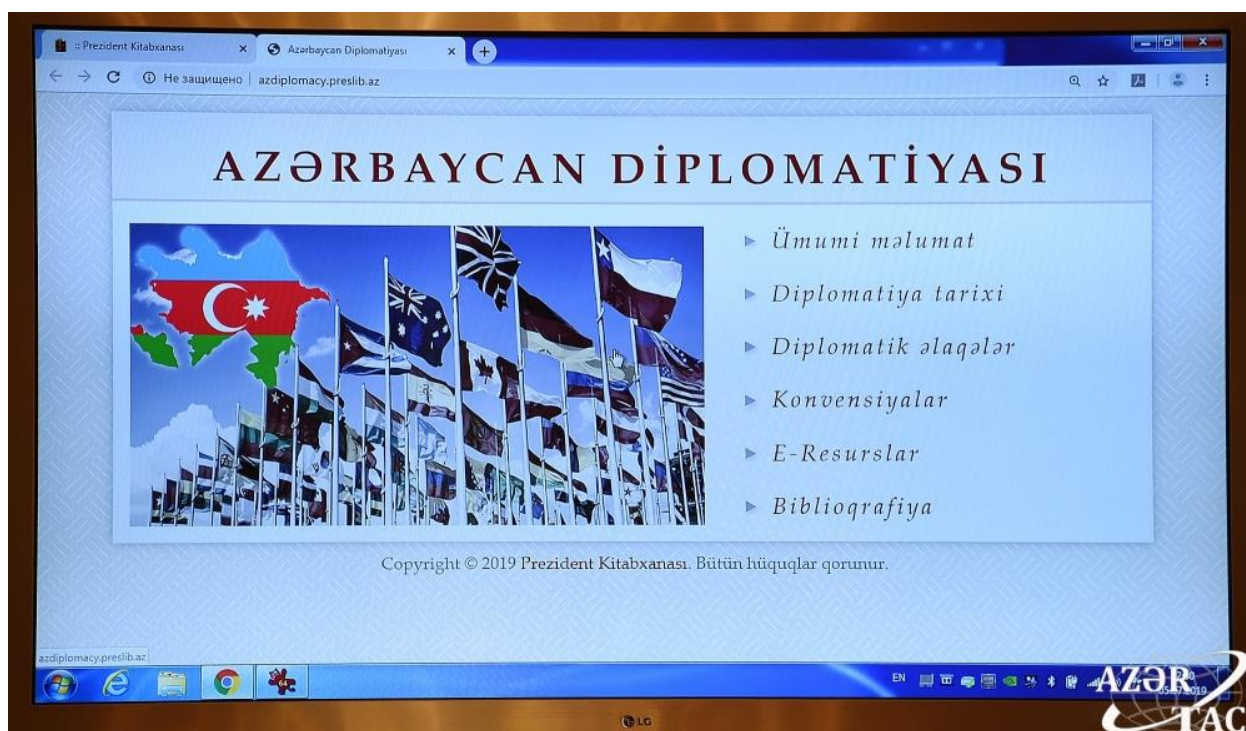 :: Prezident Kitabxanası
Azərbaycan Diplomatiyası
Не защищено azdiplomacy.preslib.az
AZƏRBAYCAN DİPLOMATİYASI
Ümumi məlumat
Diplomatiya tarixi
Diplomatik əlaqələr
Konvensiyalar
E-Resurslar
Biblioqrafiya
Copyright © 2019 Prezident Kitabxanası. Bütün hüquqlar qorunur.
azdiplomacy.preslib.az
64
EN
LG
AZƏR
TAC